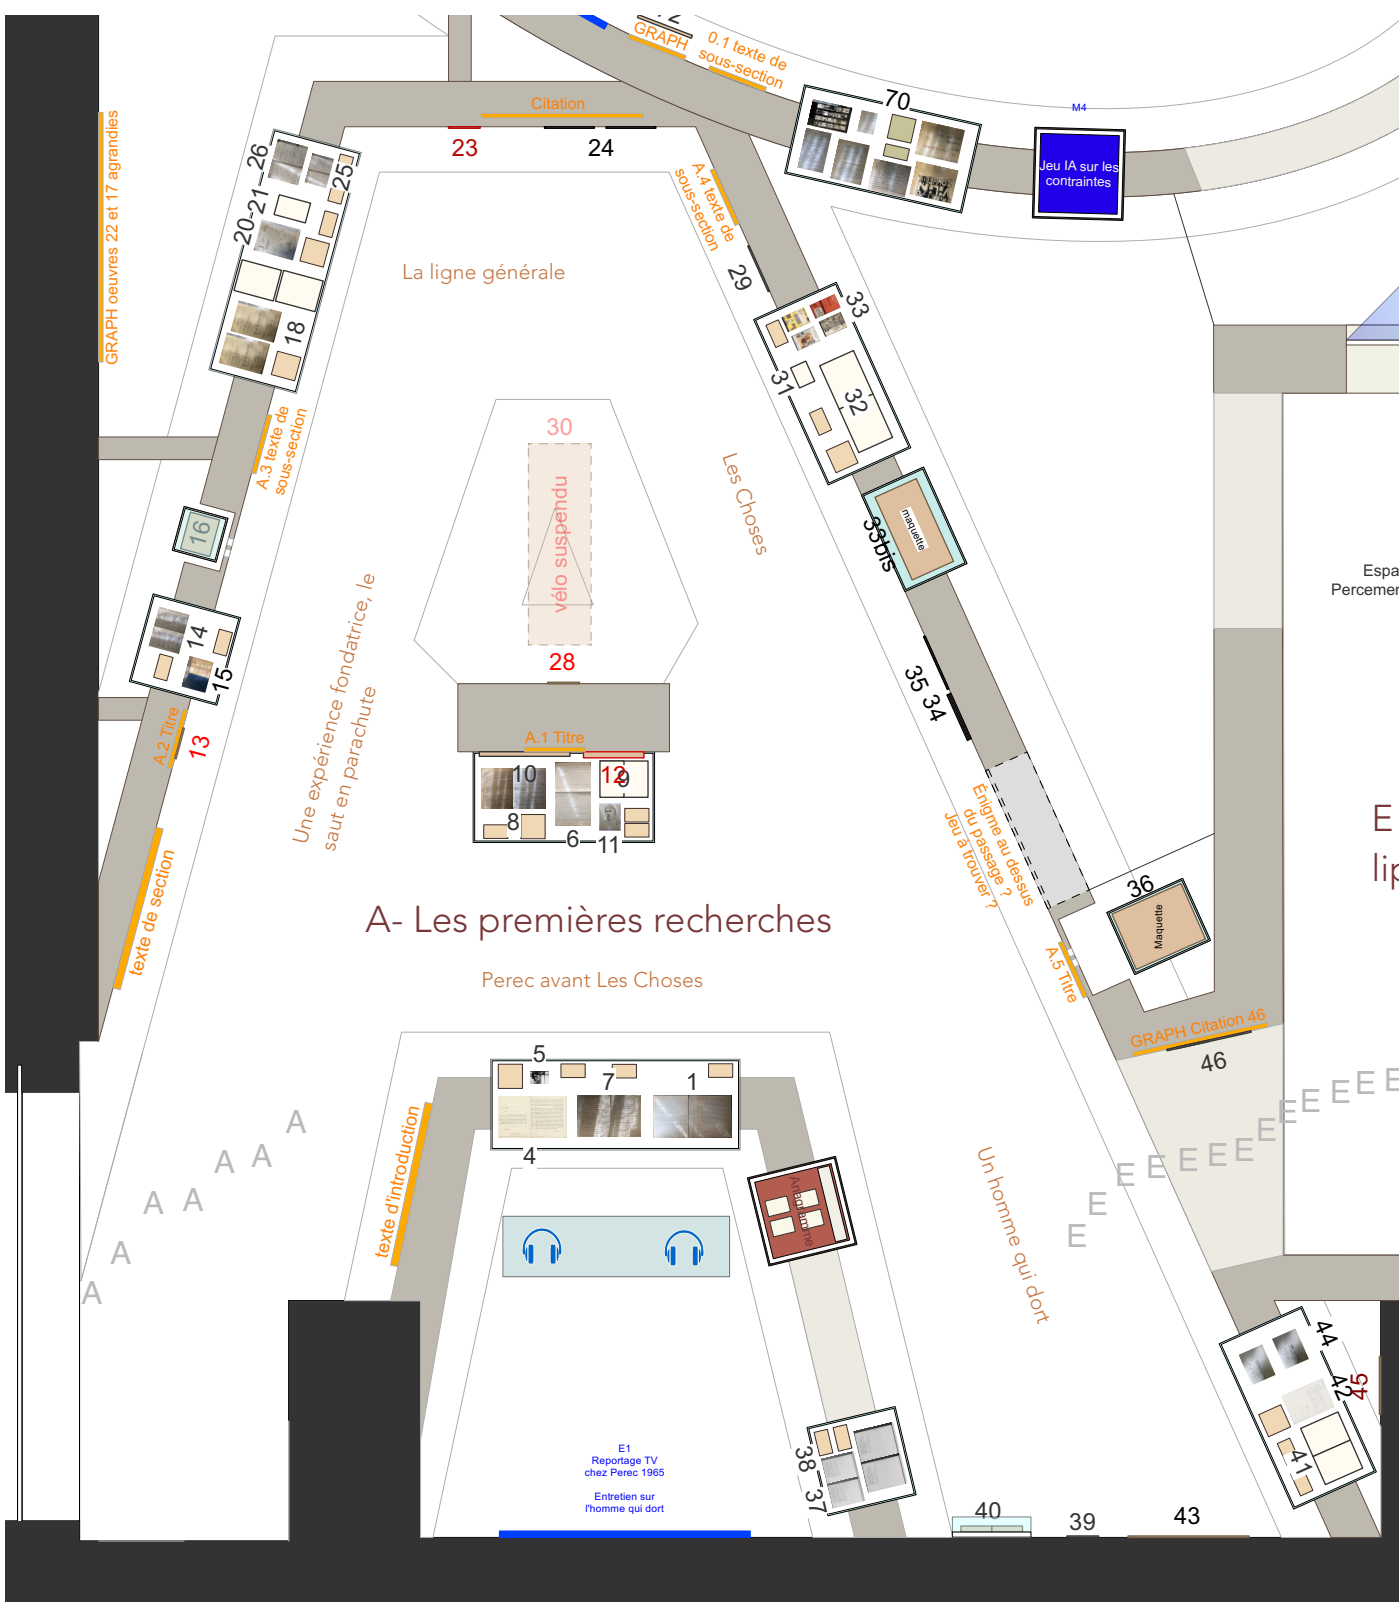 GRAPH
0.1 texte de
sous-section
70
M4
Jeu IA sur les
contraintes
Citation
23
24
GRAPH oeuvres 22 et 17 agrandies
26
25
20-21
18
A.4 texte de
sous-section
29
La ligne générale
33
31
32
A.3 texte de
sous-section
30
vélo suspendu
28
Les Choses
maquette
33bis
16
14
15
A.2 Titre
13
Une expérience fondatrice, le
saut en parachute
35
34
A.1 Titre
10
12
9
8
6
11
Énigme au dessus
du passage ?
Jeu à trouver ?
texte de section
A- Les premières recherches
Perec avant Les Choses
36
Maquette
A.5 Titre
GRAPH Citation 46
46
5
7
1
4
texte d'introduction
Anagramme
Un homme qui dort
A
A
A
A
A
A
A
E
E
E
E
E
E
E
E
E
E
E
E
E
E1
Reportage TV
chez Perec 1965
Entretien sur
l'homme qui dort
38
37
40
39
43
44
42
45
41
Espa
Percemen
E
lip